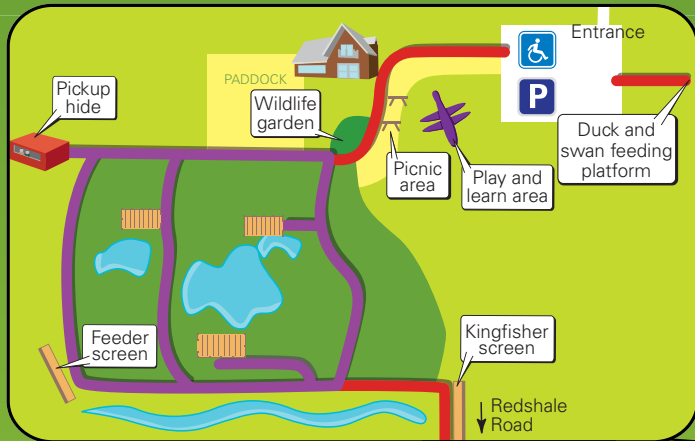 Entrance
P
PADDOCK
Pickup
hide
Wildlife
garden
Duck and
swan feeding
platform
Picnic
area
Play and
learn area
Feeder
screen
Kingfisher
screen
Redshale
Road